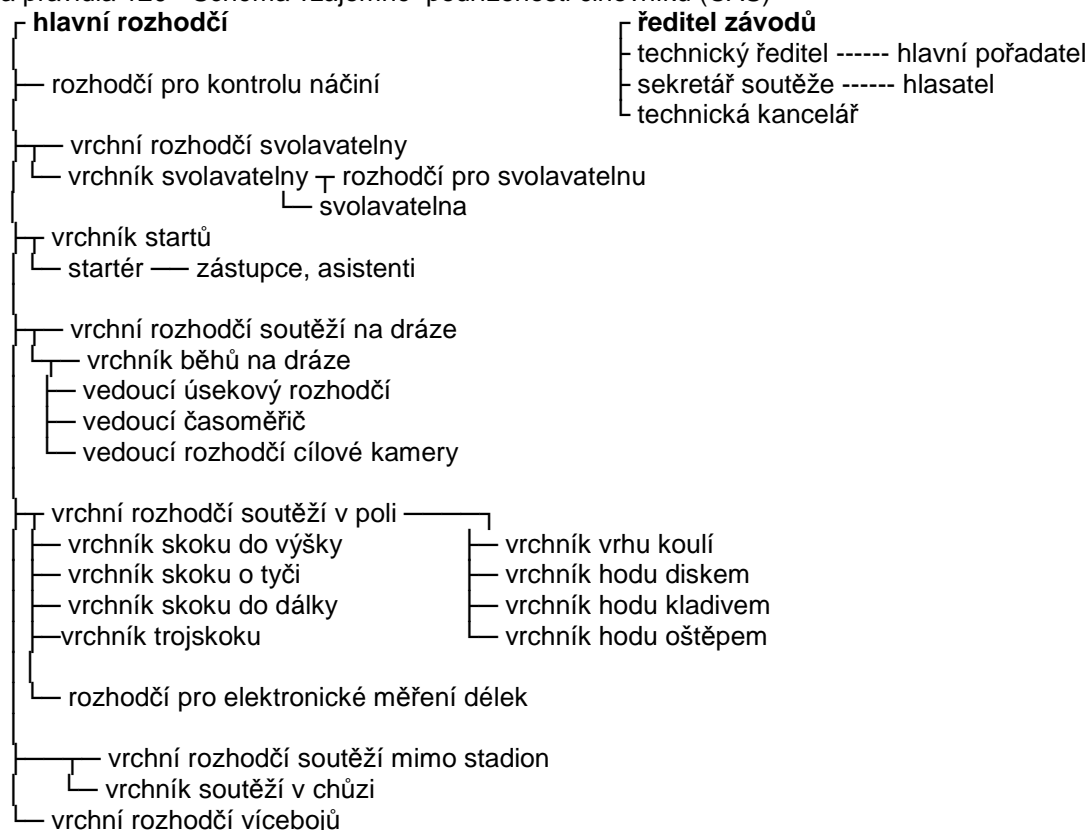 hlavní rozhodčí
ředitel závodů
technický ředitel ------ hlavní pořadatel
rozhodčí pro kontrolu náčiní
sekretář soutěže ------ hlasatel
technická kancelář
vrchní rozhodčí svolavatelny
vrchník svolavatelny rozhodčí pro svolavatelnu
svolavatelna
vrchník startů
startér zástupce, asistenti
vrchní rozhodčí soutěží na dráze
vrchník běhů na dráze
vedoucí úsekový rozhodčí
vedoucí časoměřič
vedoucí rozhodčí cílové kamery
vrchní rozhodčí soutěží v poli
vrchník skoku do výšky
vrchník vrhu koulí
vrchník skoku o tyči
vrchník hodu diskem
vrchník skoku do dálky
vrchník hodu kladivem
vrchník trojskoku
vrchník hodu oštěpem
rozhodčí pro elektronické měření délek
vrchní rozhodčí soutěží mimo stadion
vrchník soutěží v chůzi
vrchní rozhodčí vícebojů